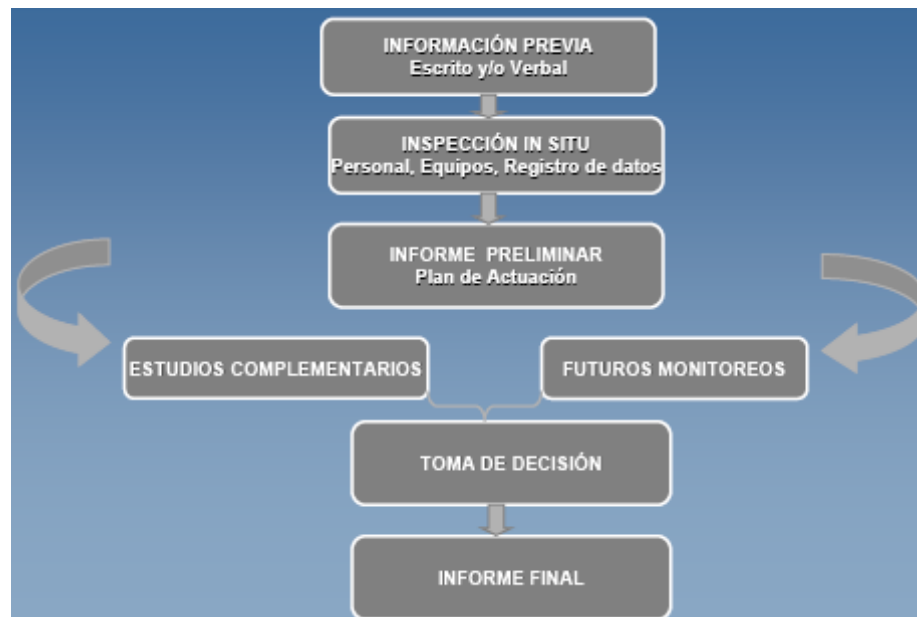 INFORMACIÓN PREVIA
Escrito y/o Verbal
INSPECCIÓN IN SITU
Personal, Equipos, Registro de datos
INFORME PRELIMINAR
Plan de Actuación
ESTUDIOS COMPLEMENTARIOS
FUTUROS MONITOREOS
TOMA DE DECISIÓN
INFORME FINAL